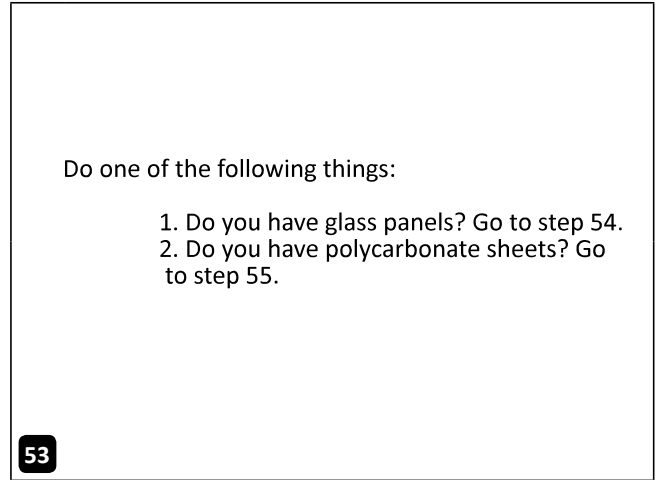 Do one of the following things:
1. Do you have glass panels? Go to step 54.
2. Do you have polycarbonate sheets? Go
to step 55.
53